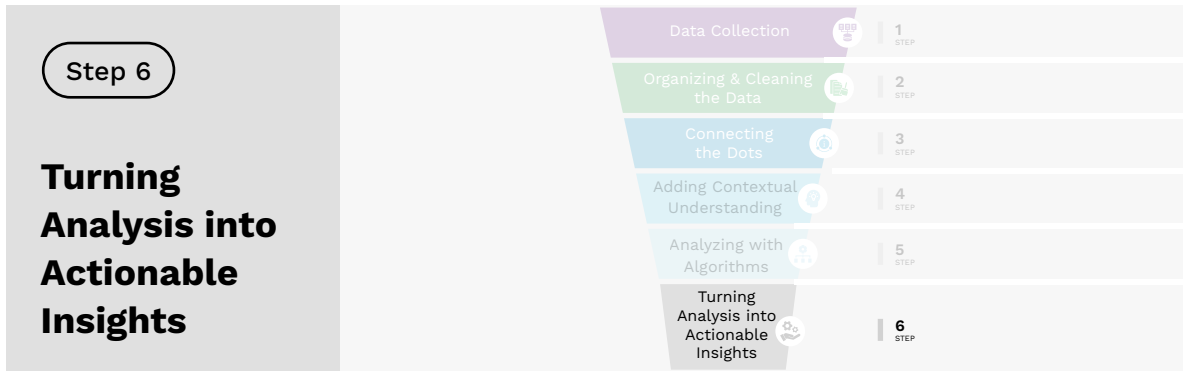 Step 6
Turning
Analysis into
Actionable
Insights
Data Collection
1
STEP
Organizing & Cleaning
the Data
2
STEP
Connecting
the Dots
3
STEP
Adding Contextual
Understanding
4
STEP
Analyzing with
Algorithms
5
STEP
Turning
Analysis into
Actionable
Insights
6
STEP